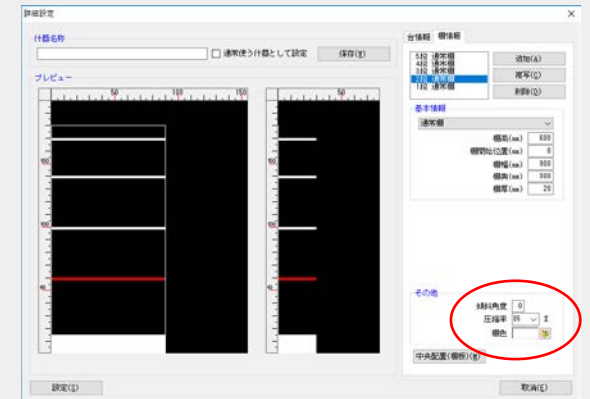 詳細設定
什器名称
通常使う什器として設定 保存(V)
プレビュー
50 100 150
50
150
100
50
台情報 棚情報
5段 通常棚
4段 通常棚
3段 通常棚
2段 通常棚
1段 通常棚
追加(A)
複写(C)
削除(D)
基本情報
通常棚
棚高(mm) 600
棚開始位置(mm) 0
棚幅(mm) 900
棚奥(mm) 300
棚厚(mm) 20
その他
傾斜角度 0
圧縮率 85 %
棚色
中央配置(棚板)(M)
設定(S) 取消(E)